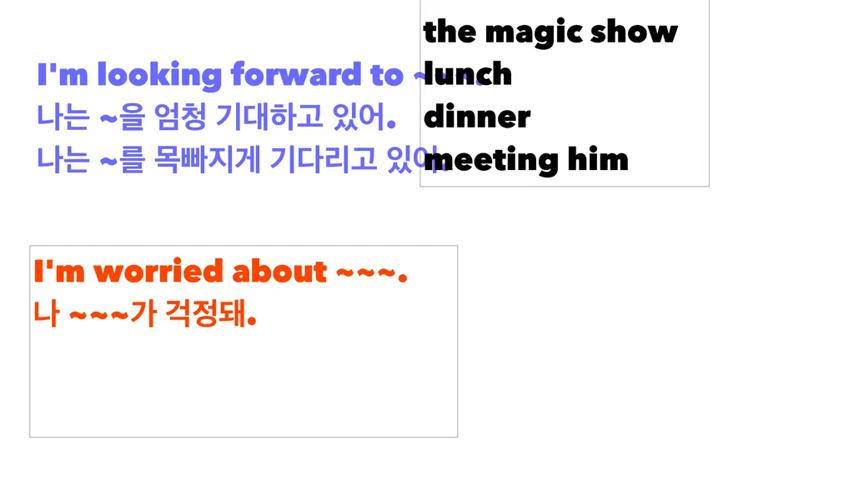 I'm looking forward to ~~~.
나는 ~을 엄청 기대하고 있어.
나는 ~를 목빠지게 기다리고 있어.
the magic show
lunch
dinner
meeting him
I'm worried about ~~~.
나 ~~~가 걱정돼.